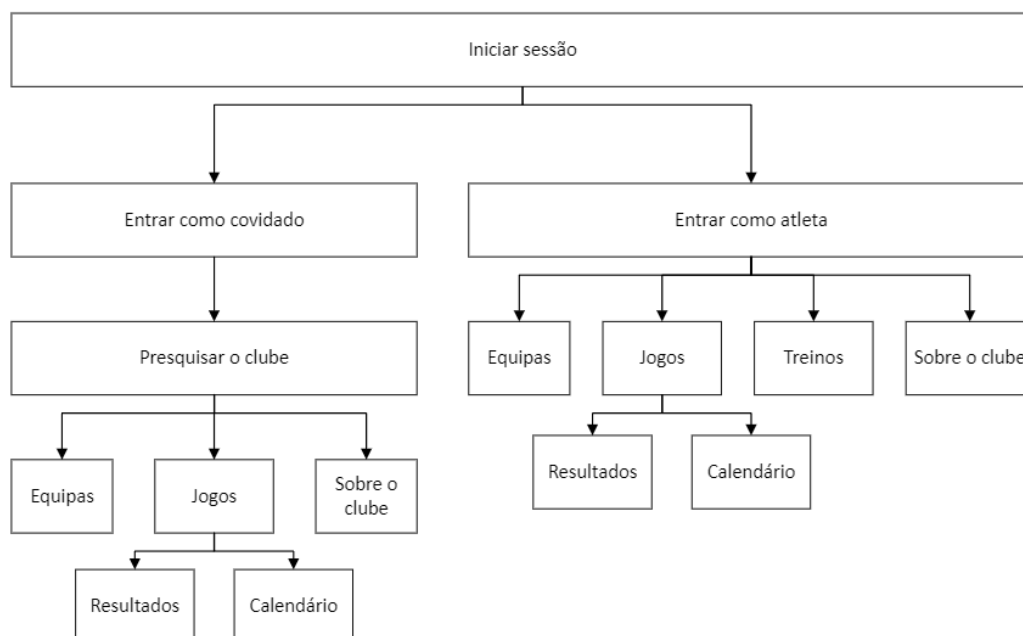 Iniciar sessão
Entrar como covidado
Entrar como atleta
Presquisar o clube
Equipas
Jogos
Treinos
Sobre o clube
Resultados
Calendário
Equipas
Jogos
Sobre o
clube
Resultados
Calendário